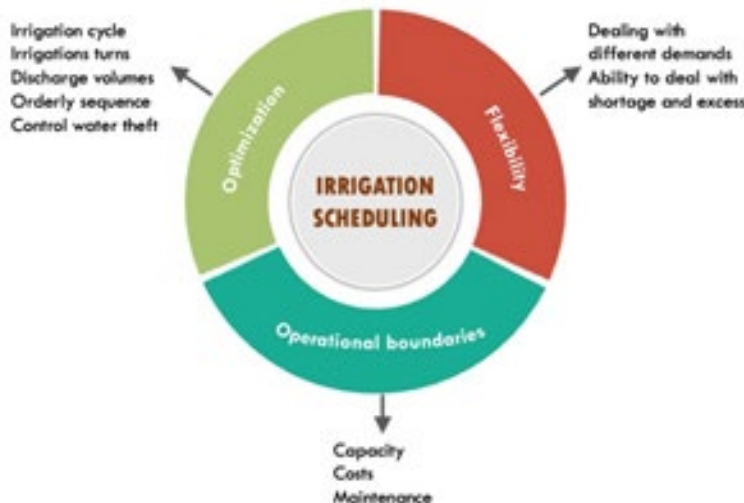 Irrigation cycle
Irrigations turns
Discharge volumes
Orderly sequence
Control water theft
Dealing with
different demands
Ability to deal with
shortage and excess
Optimization
Flexibility
IRRIGATION
SCHEDULING
Operational boundaries
Capacity
Costs
Maintenance